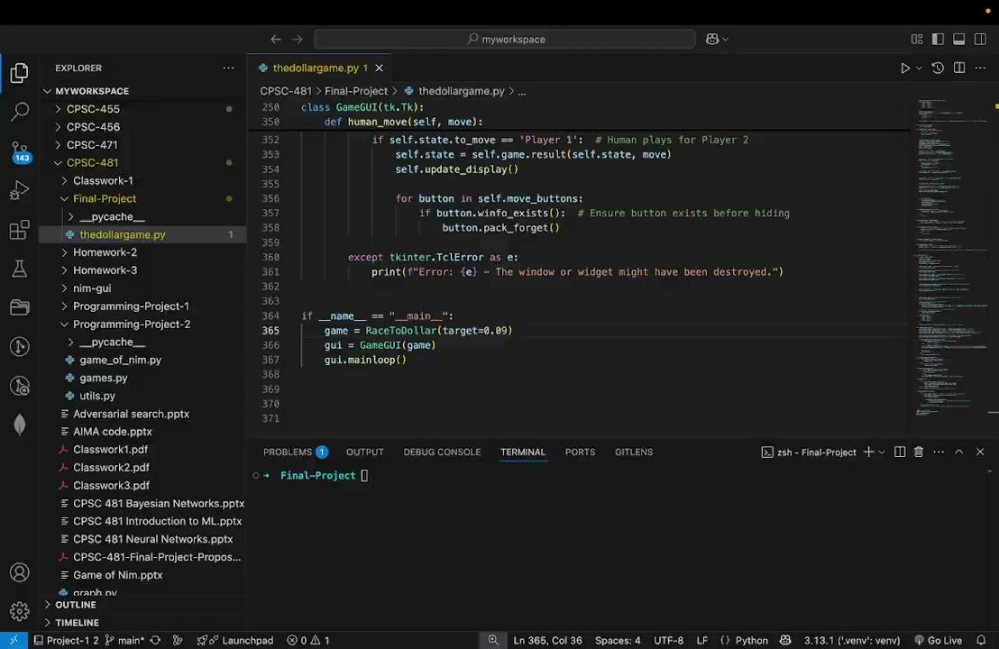 myworkspace
EXPLORER
MYWORKSPACE
CPSC-455
CPSC-456
CPSC-471
CPSC-481
Classwork-1
Final-Project
__pycache__
thedollargame.py 1
Homework-2
Homework-3
nim-gui
Programming-Project-1
Programming-Project-2
__pycache__
game_of_nim.py
games.py
utils.py
Adversarial search.pptx
AIMA code.pptx
Classwork1.pdf
Classwork2.pdf
Classwork3.pdf
CPSC 481 Bayesian Networks.pptx
CPSC 481 Introduction to ML.pptx
CPSC 481 Neural Networks.pptx
CPSC-481-Final-Project-Propos...
Game of Nim.pptx
graph.py
OUTLINE
TIMELINE
143
thedollargame.py 1
CPSC-481 > Final-Project > thedollargame.py > ...
250 class GameGUI(tk.Tk):
350 def human_move(self, move):
352 if self.state.to_move == 'Player 1': # Human plays for Player 2
353 self.state = self.game.result(self.state, move)
354 self.update_display()
355
356 for button in self.move_buttons:
357 if button.winfo_exists(): # Ensure button exists before hiding
358 button.pack_forget()
359
360 except tkinter.TclError as e:
361 print(f"Error: {e} - The window or widget might have been destroyed.")
362
363
364 if __name__ == "__main__":
365 game = RaceToDollar(target=0.09)
366 gui = GameGUI(game)
367 gui.mainloop()
368
369
370
371
PROBLEMS 1 OUTPUT DEBUG CONSOLE TERMINAL PORTS GITLENS
zsh - Final-Project
Final-Project
Project-1 2 main* Launchpad 0 1 Ln 365, Col 36 Spaces: 4 UTF-8 LF {} Python 3.13.1 ('.venv': venv) Go Live